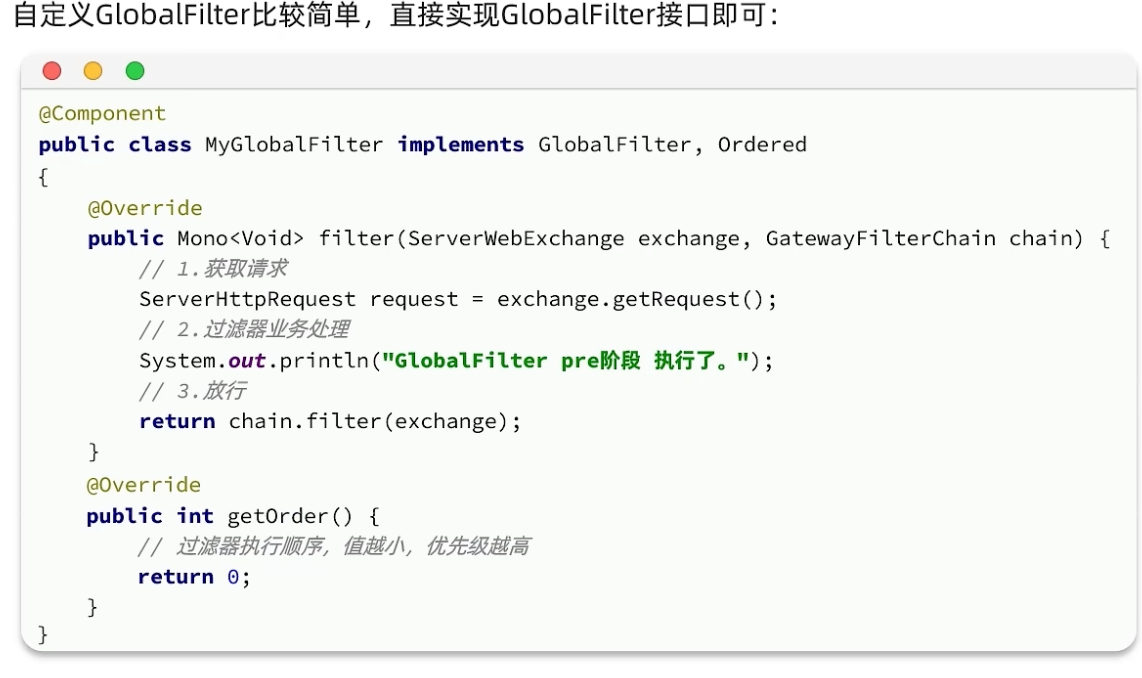 自定义GlobalFilter比较简单，直接实现GlobalFilter接口即可：
@Component
public class MyGlobalFilter implements GlobalFilter, Ordered
{
    @Override
    public Mono<Void> filter(ServerWebExchange exchange, GatewayFilterChain chain) {
        // 1.获取请求
        ServerHttpRequest request = exchange.getRequest();
        // 2.过滤器业务处理
        System.out.println("GlobalFilter pre阶段 执行了。");
        // 3.放行
        return chain.filter(exchange);
    }
    @Override
    public int getOrder() {
        // 过滤器执行顺序，值越小，优先级越高
        return 0;
    }
}